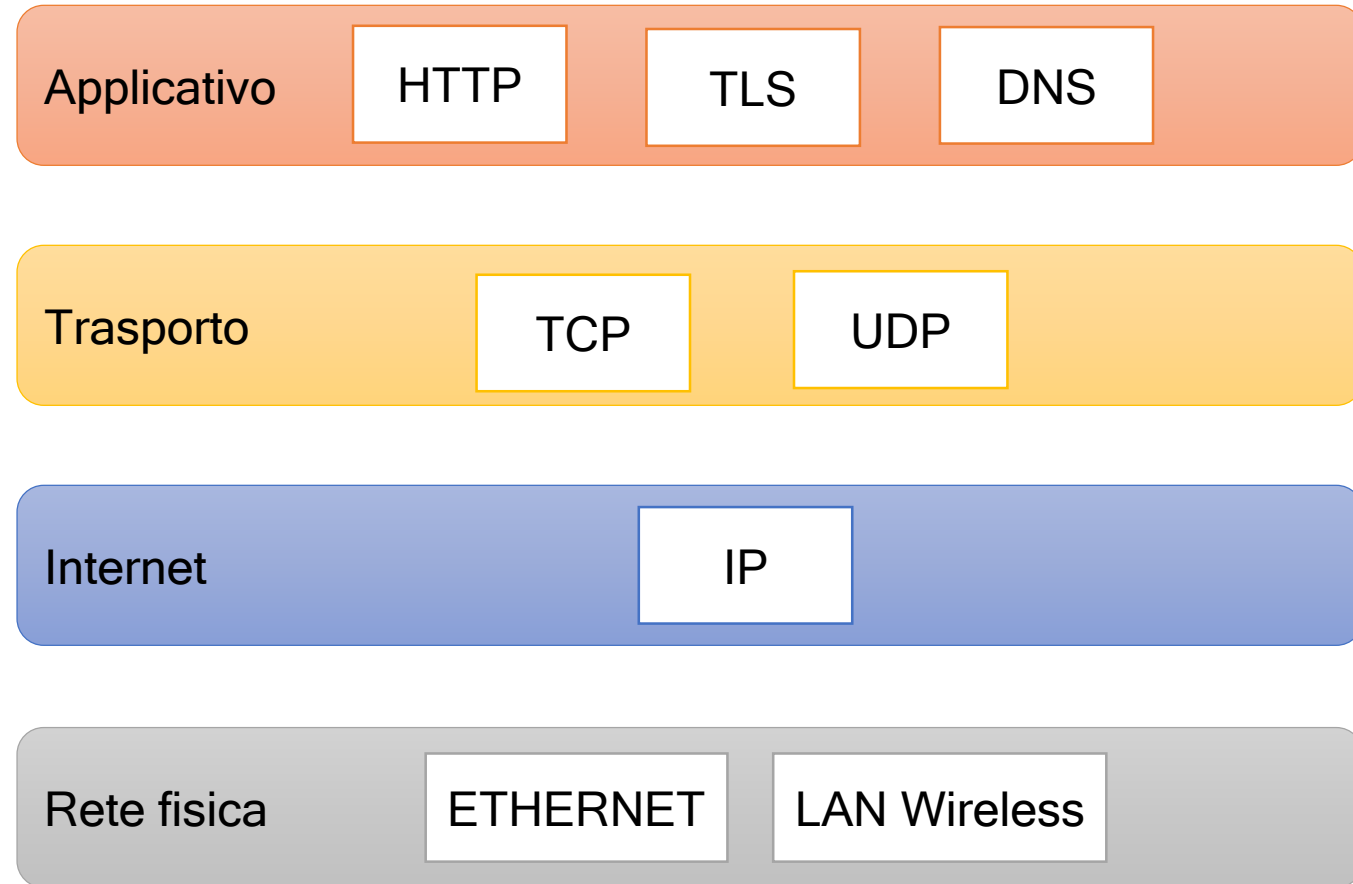 Applicativo
HTTP
TLS
DNS
Trasporto
TCP
UDP
Internet
IP
Rete fisica
ETHERNET
LAN Wireless